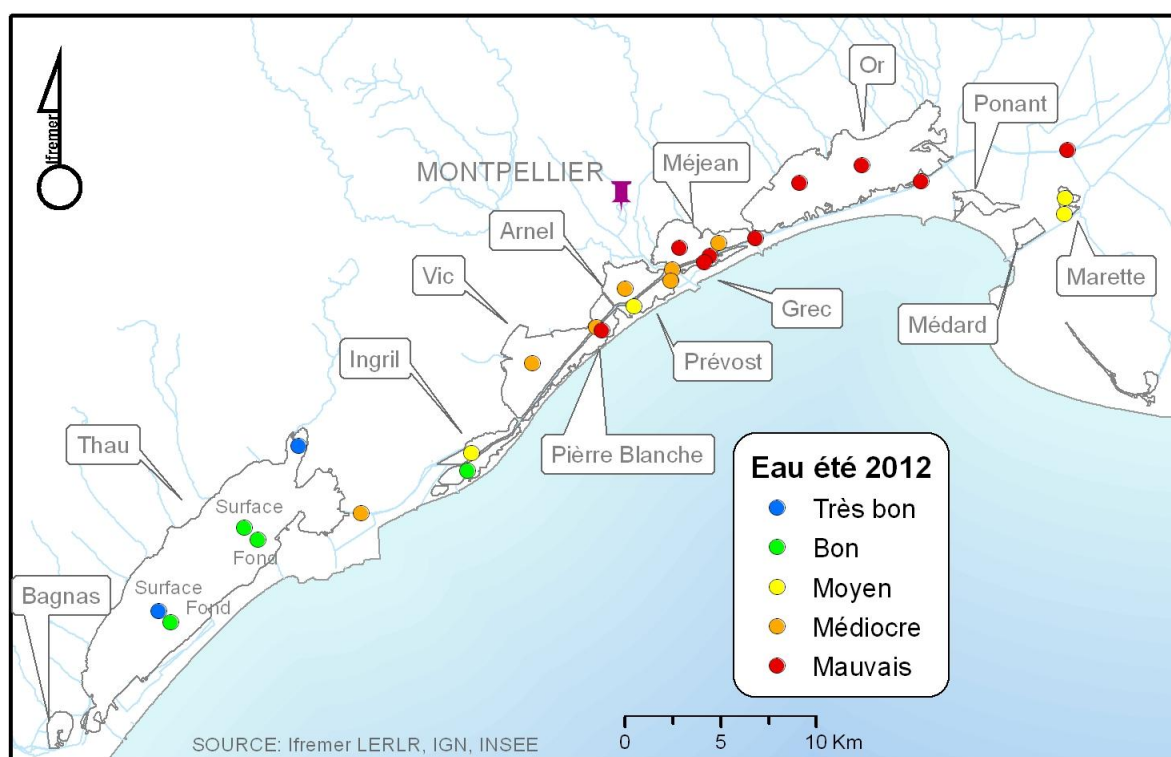 Ifremer
Or
Ponant
Méjean
MONTPELLIER
Arnel
Vic
Marette
Grec
Médard
Ingril
Prévost
Thau
Pièrre Blanche
Surface
Fond
Surface
Fond
Bagnas
Eau été 2012
Très bon
Bon
Moyen
Médiocre
Mauvais
0 5 10 Km
SOURCE: Ifremer LERLR, IGN, INSEE